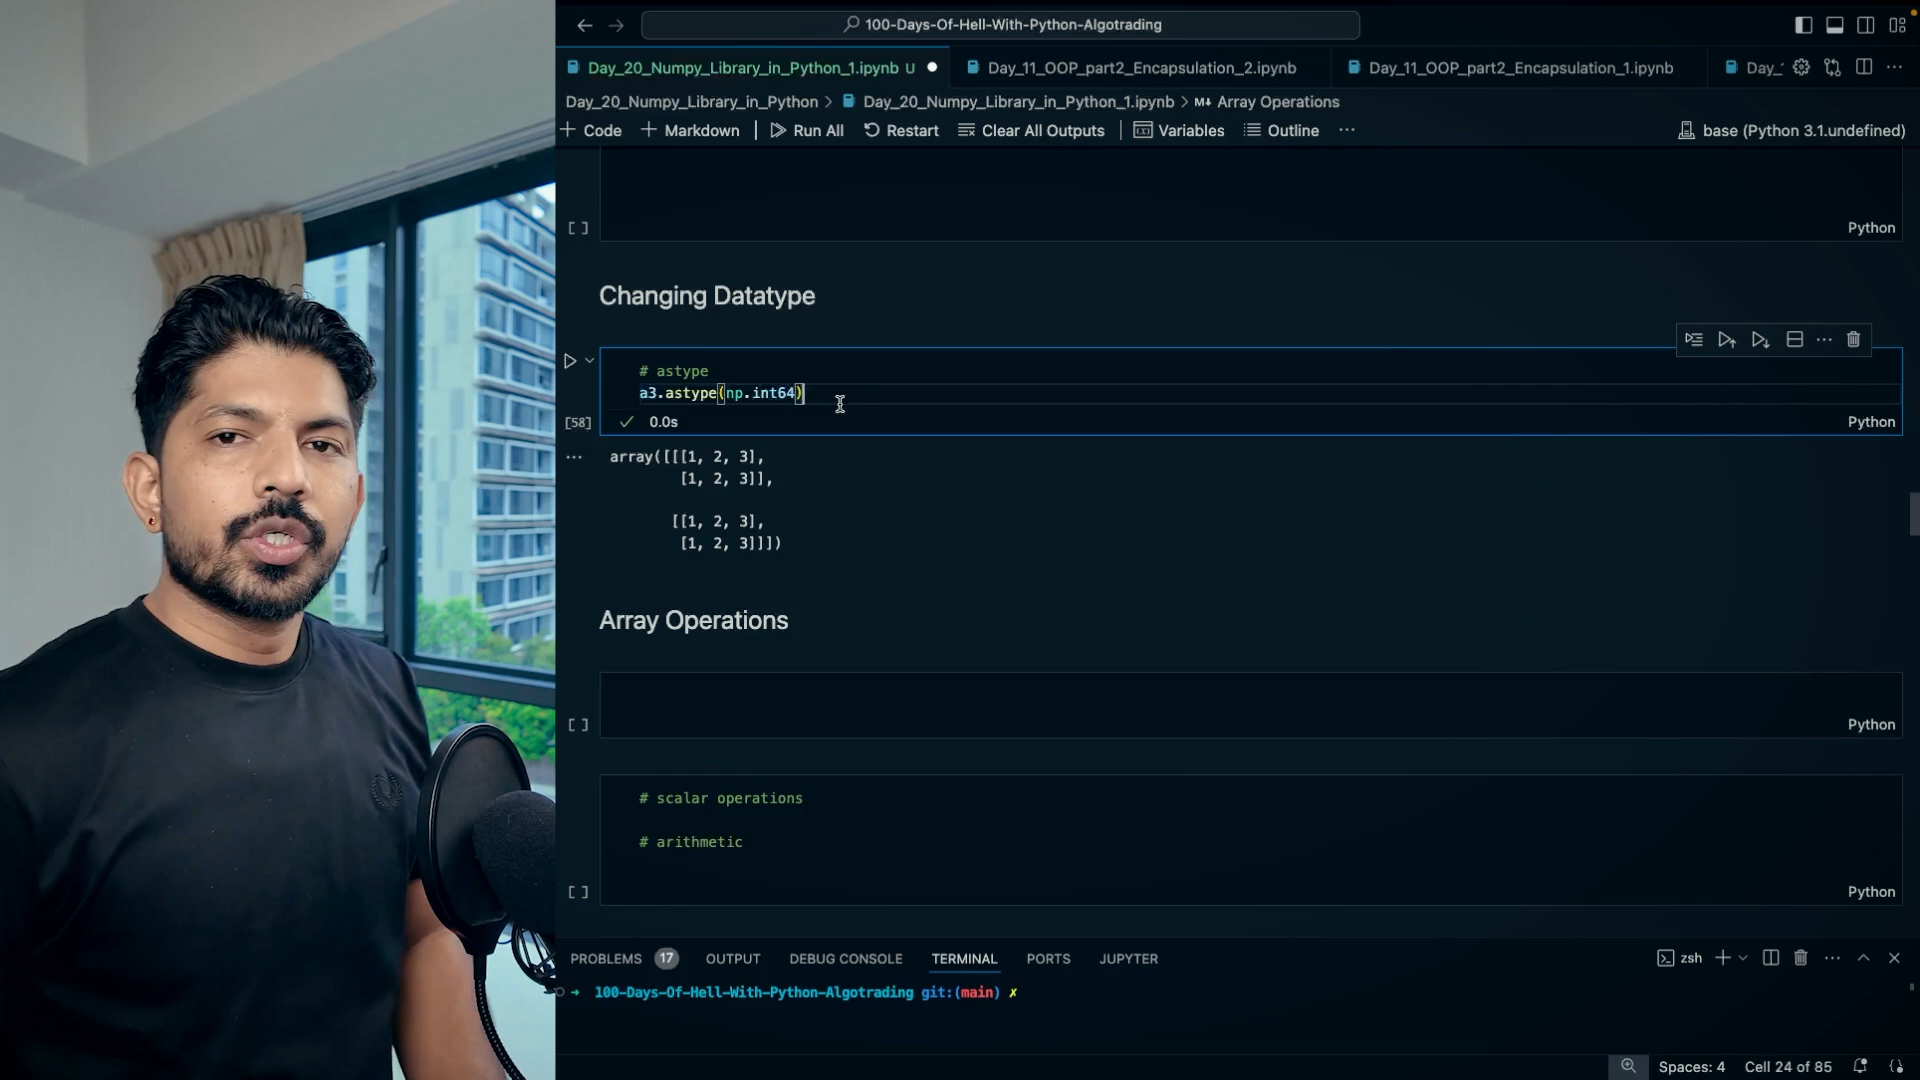 100-Days-Of-Hell-With-Python-Algotrading
Day_20_Numpy_Library_in_Python_1.ipynb U
Day_11_OOP_part2_Encapsulation_2.ipynb
Day_11_OOP_part2_Encapsulation_1.ipynb
Day_
Day_20_Numpy_Library_in_Python > Day_20_Numpy_Library_in_Python_1.ipynb > M↓ Array Operations
+ Code + Markdown Run All Restart Clear All Outputs Variables Outline ... base (Python 3.1.undefined)
[ ] Python
Changing Datatype
# astype
a3.astype(np.int64)
[58] ✓ 0.0s Python
... array([[[1, 2, 3],
[1, 2, 3]],
[[1, 2, 3],
[1, 2, 3]]])
Array Operations
[ ] Python
# scalar operations
# arithmetic
[ ] Python
PROBLEMS 17 OUTPUT DEBUG CONSOLE TERMINAL PORTS JUPYTER zsh
→ 100-Days-Of-Hell-With-Python-Algotrading git:(main) ✗
Spaces: 4 Cell 24 of 85